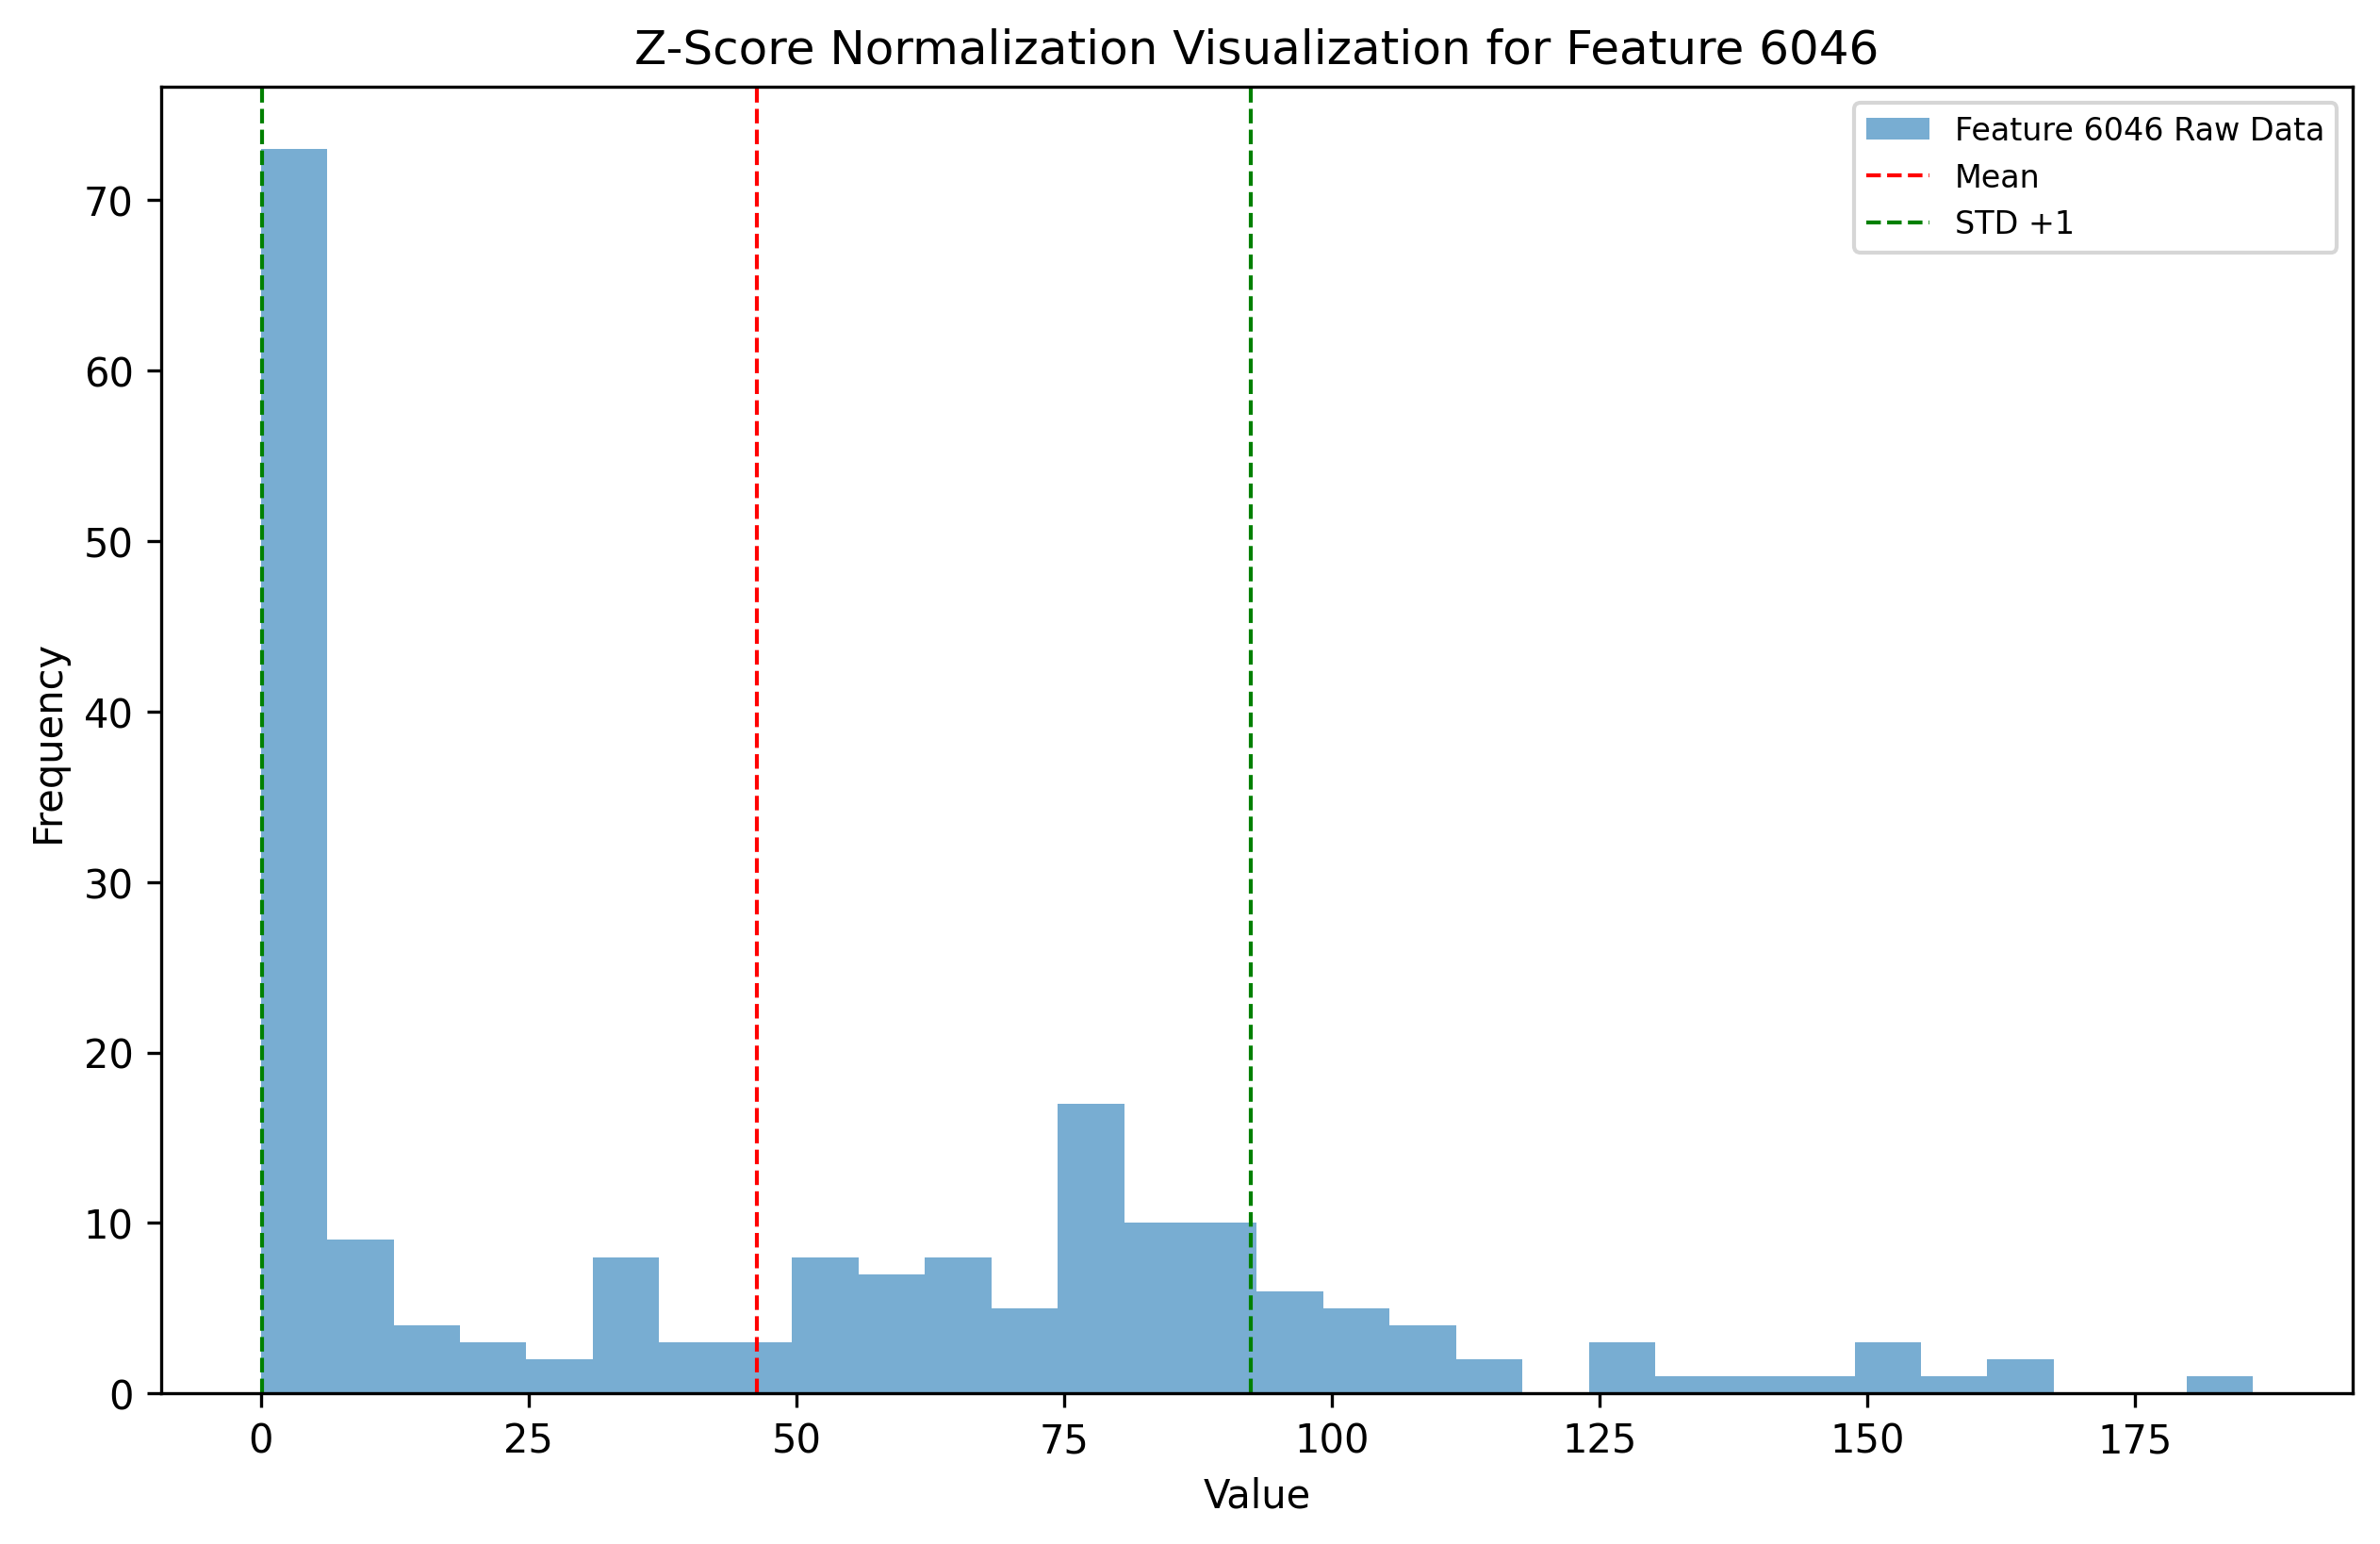 Z-Score Normalization Visualization for Feature 6046
Feature 6046 Raw Data
Mean
STD +1
70
60
50
40
30
20
10
0
Frequency
0 25 50 75 100 125 150 175
Value